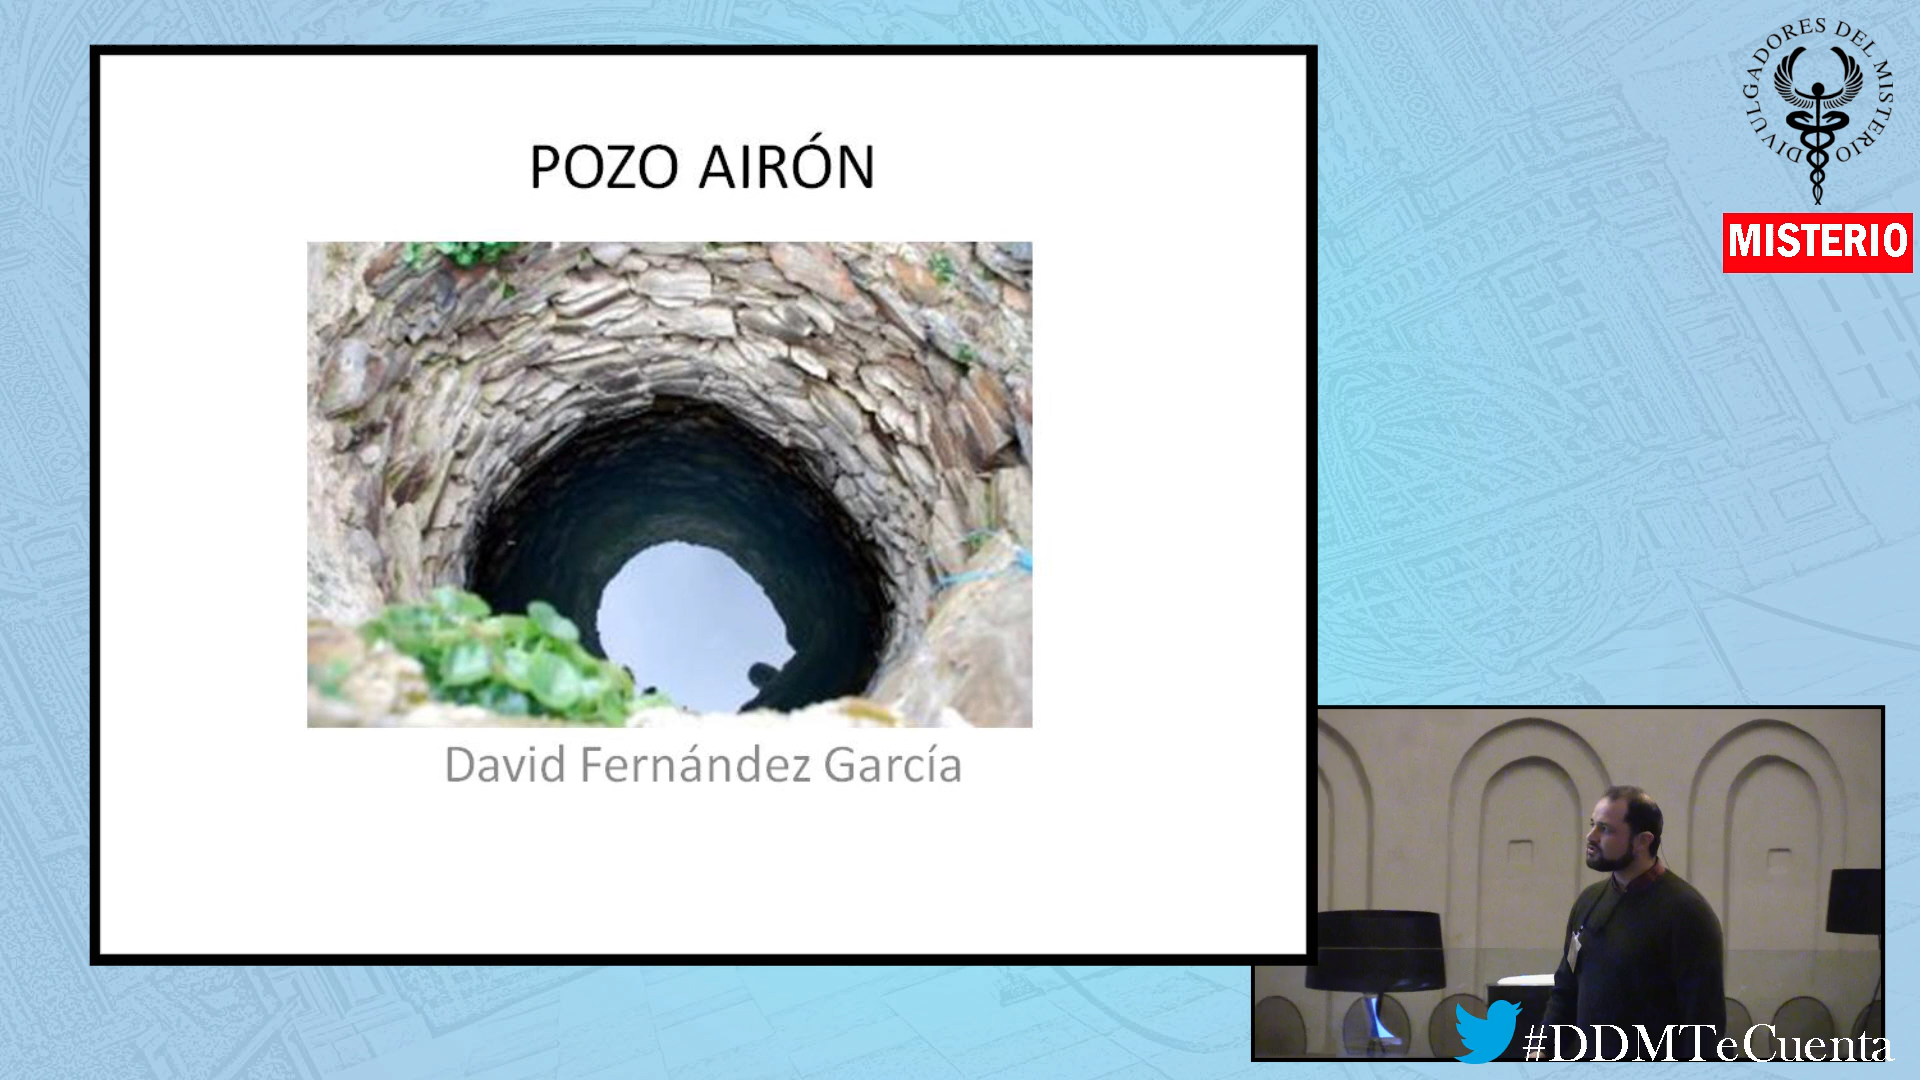 POZO AIRÓN
David Fernández García
DIVULGADORES DEL MISTERIO
MISTERIO
#DDMTeCuenta